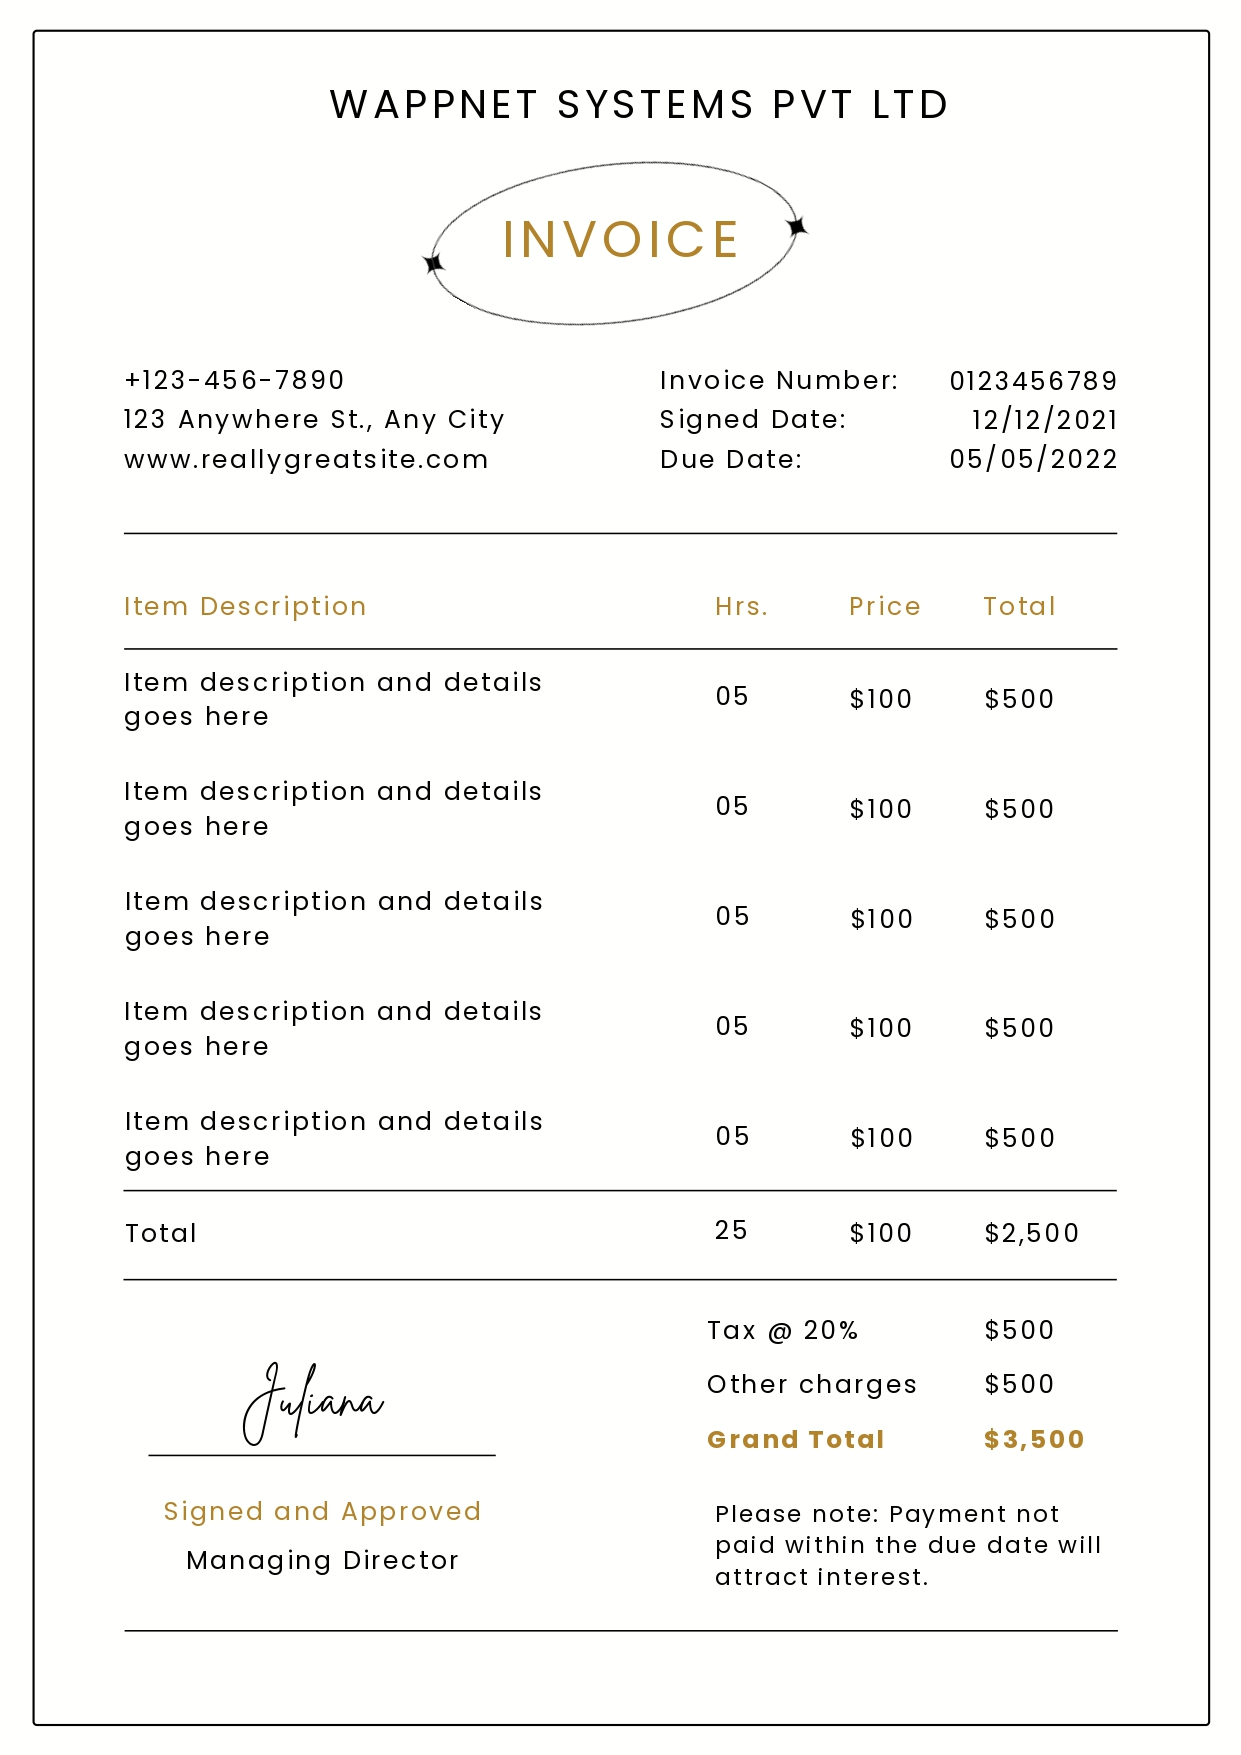 WAPPNET SYSTEMS PVT LTD
INVOICE
+123-456-7890
123 Anywhere St., Any City
www.reallygreatsite.com
Invoice Number: 0123456789
Signed Date: 12/12/2021
Due Date: 05/05/2022
Item Description Hrs. Price Total
Item description and details
goes here
05 $100 $500
Item description and details
goes here
05 $100 $500
Item description and details
goes here
05 $100 $500
Item description and details
goes here
05 $100 $500
Item description and details
goes here
05 $100 $500
Total 25 $100 $2,500
Tax @ 20% $500
Other charges $500
Grand Total $3,500
Juliana
Signed and Approved
Managing Director
Please note: Payment not
paid within the due date will
attract interest.